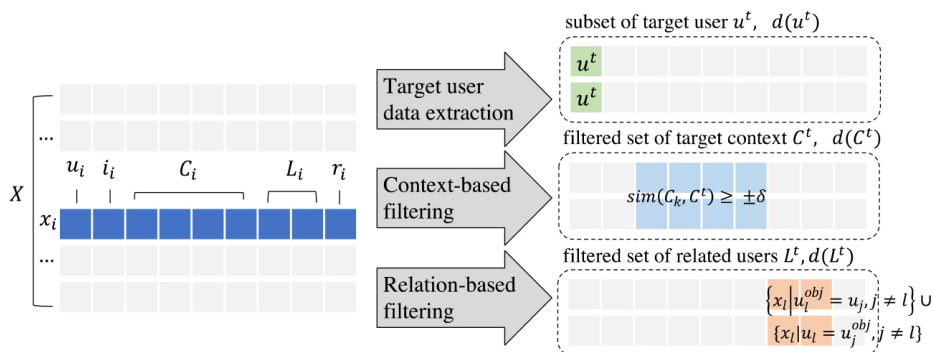 subset of target user u^t, d(u^t)
u^t
u^t
Target user
data extraction
filtered set of target context C^t, d(C^t)
Context-based
filtering
sim(C_k, C^t) ≥ ±δ
filtered set of related users L^t, d(L^t)
Relation-based
filtering
{x_l|u_l^{obj} = u_j, j ≠ l} ∪
{x_l|u_l = u_j^{obj}, j ≠ l}
X
...
u_i i_i C_i L_i r_i
x_i
...